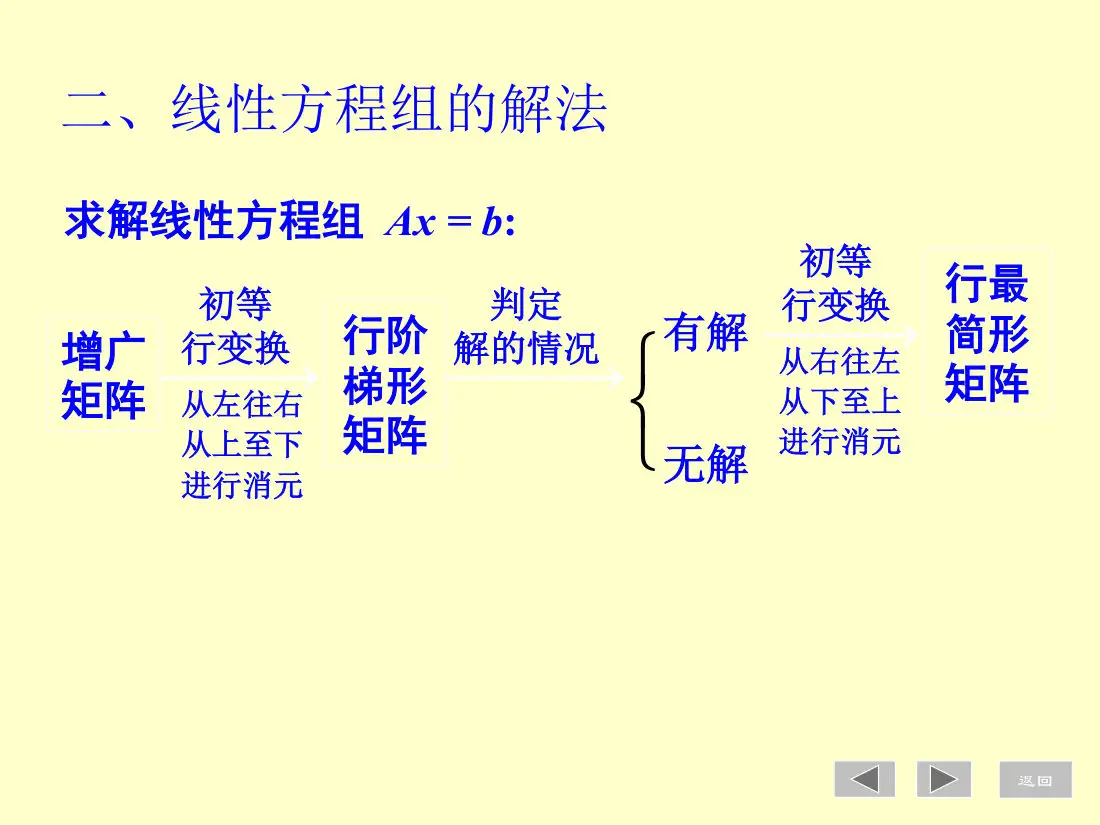 二、线性方程组的解法
求解线性方程组 Ax = b:
增广
矩阵
初等
行变换
从左往右
从上至下
进行消元
行阶
梯形
矩阵
判定
解的情况
有解
无解
初等
行变换
从右往左
从下至上
进行消元
行最
简形
矩阵
返回